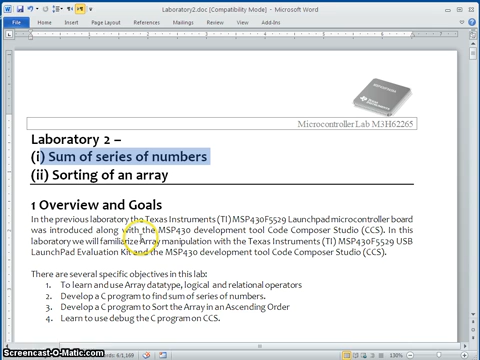 Laboratory2.doc [Compatibility Mode] - Microsoft Word
File Home Insert Page Layout References Mailings Review View Add-Ins
Microcontroller Lab M3H62265
Laboratory 2 –
(i) Sum of series of numbers
(ii) Sorting of an array
1 Overview and Goals
In the previous laboratory the Texas Instruments (TI) MSP430F5529 Launchpad microcontroller board
was introduced along with the MSP430 development tool Code Composer Studio (CCS). In this
laboratory we will familiarize Array manipulation with the Texas Instruments (TI) MSP430F5529 USB
LaunchPad Evaluation Kit and the MSP430 development tool Code Composer Studio (CCS).
There are several specific objectives in this lab:
1. To learn and use Array datatype, logical and relational operators
2. Develop a C program to find sum of series of numbers.
3. Develop a C program to Sort the Array in an Ascending Order
4. Learn to use debug the C program on CCS.
Screencast-O-Matic.com
Words: 6/1,169
130%